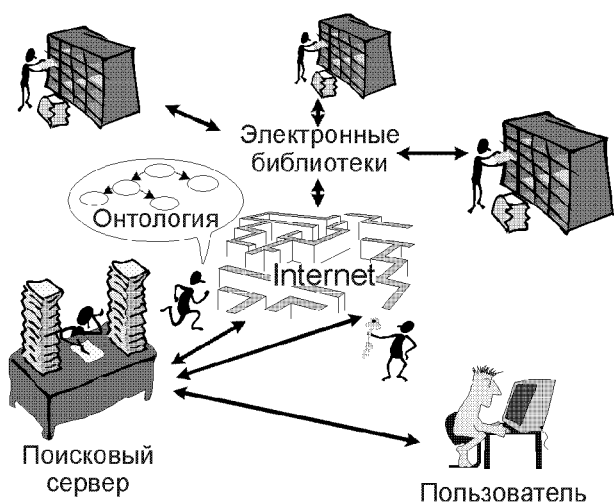 Электронные
библиотеки
Онтология
Internet
Поисковый
сервер
Пользователь